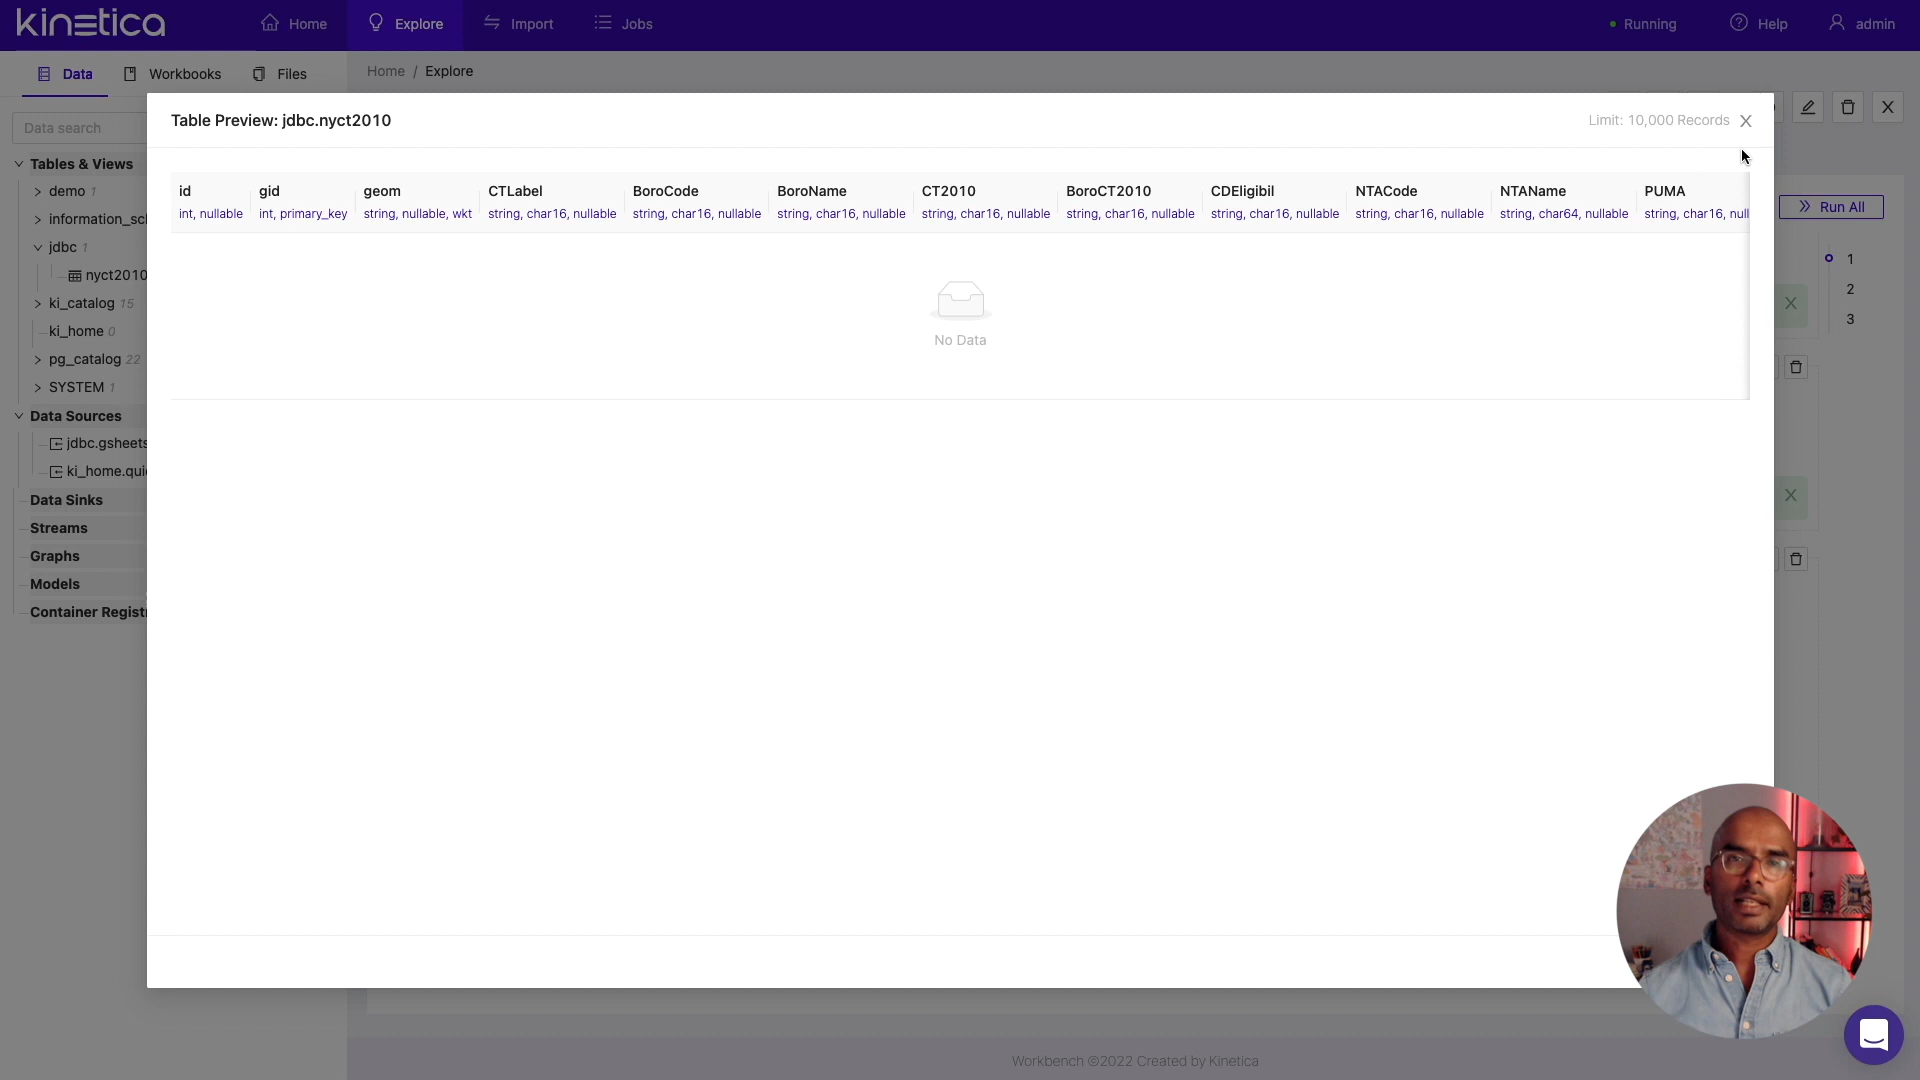 kinetica
Home
Explore
Import
Jobs
Running
Help
admin
Data
Workbooks
Files
Home / Explore
Data search
Table Preview: jdbc.nyct2010
Limit: 10,000 Records
Tables & Views
demo 1
information_sc
jdbc 1
nyct2010
ki_catalog 15
ki_home 0
pg_catalog 22
SYSTEM 1
Data Sources
jdbc.gsheets
ki_home.qui
Data Sinks
Streams
Graphs
Models
Container Regist
id gid geom CTLabel BoroCode BoroName CT2010 BoroCT2010 CDEligibil NTACode NTAName PUMA
int, nullable int, primary_key string, nullable, wkt string, char16, nullable string, char16, nullable string, char16, nullable string, char16, nullable string, char16, nullable string, char16, nullable string, char16, nullable string, char64, nullable string, char16, null
No Data
Run All
1
2
3
Workbench ©2022 Created by Kinetica